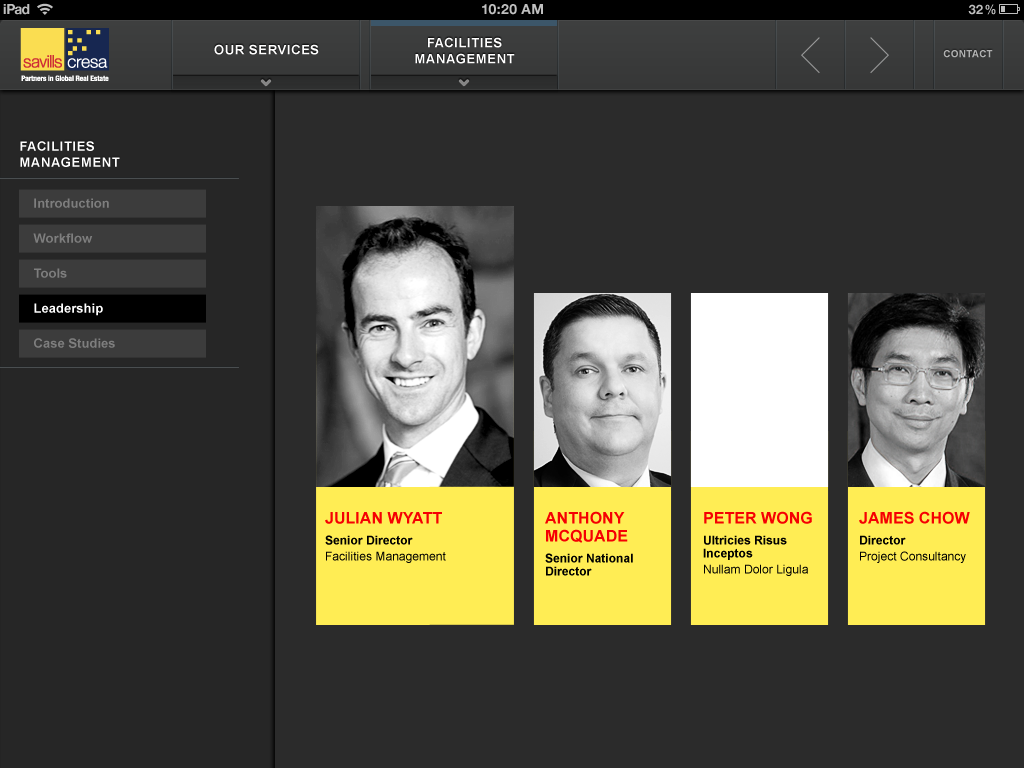 iPad
10:20 AM
32%
savills cresa
Partners in Global Real Estate
OUR SERVICES
FACILITIES
MANAGEMENT
CONTACT
FACILITIES
MANAGEMENT
Introduction
Workflow
Tools
Leadership
Case Studies
JULIAN WYATT
Senior Director
Facilities Management
ANTHONY
MCQUADE
Senior National
Director
PETER WONG
Ultricies Risus
Inceptos
Nullam Dolor Ligula
JAMES CHOW
Director
Project Consultancy